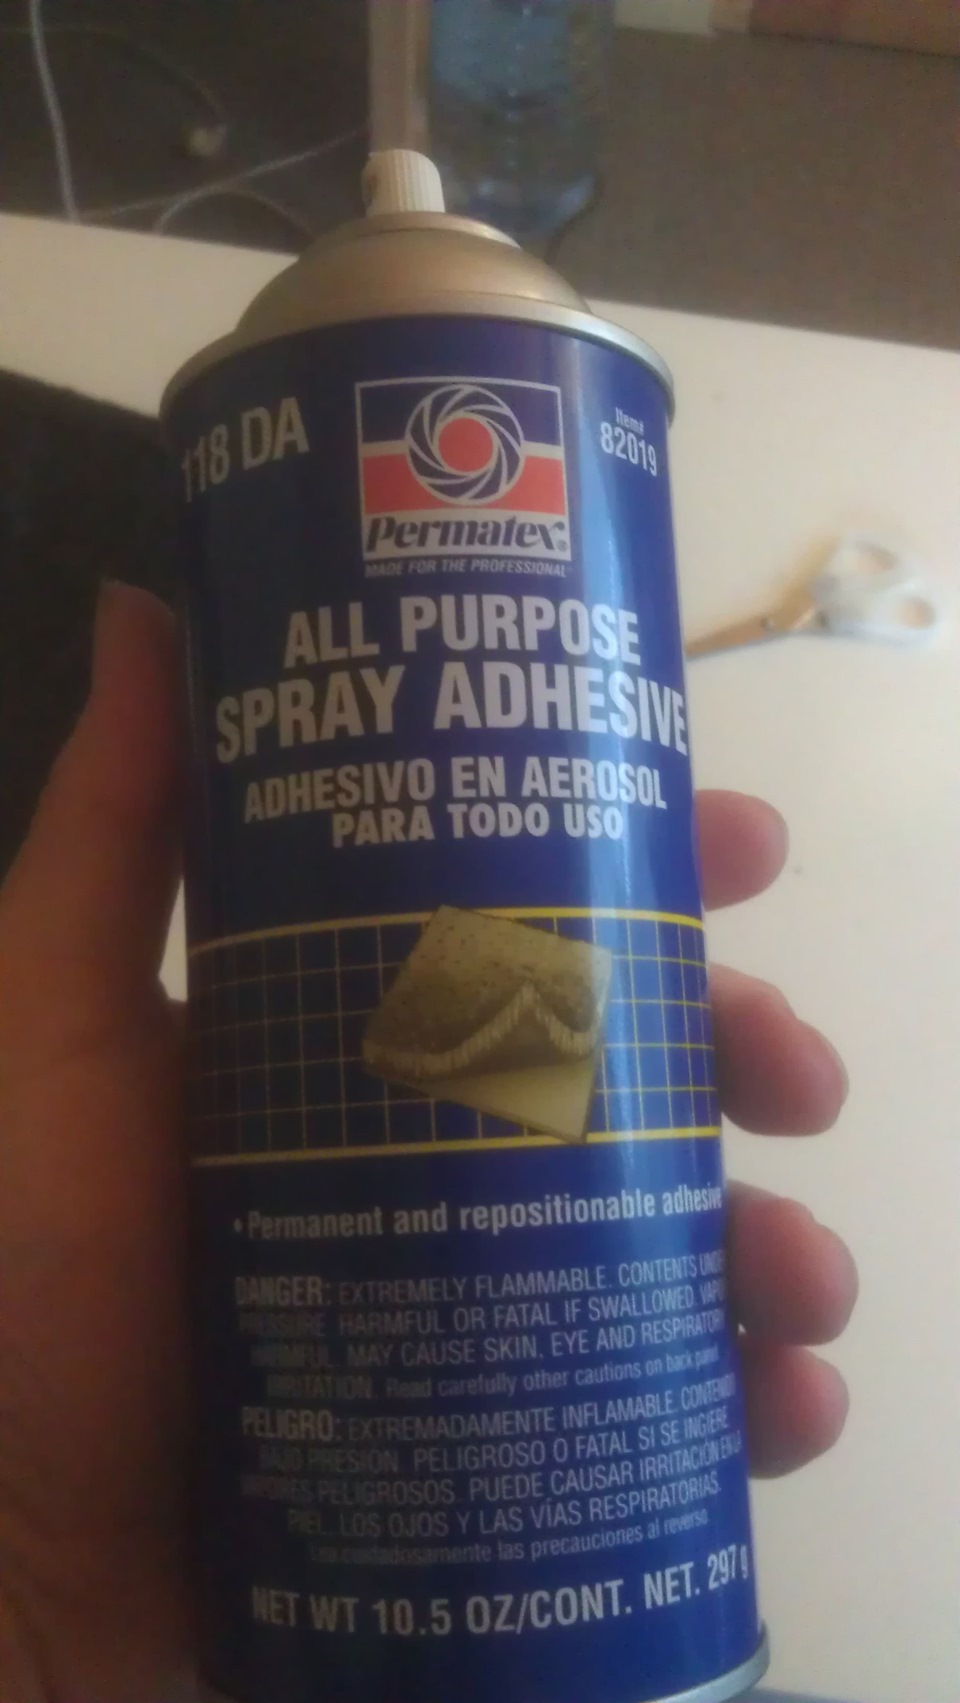 118 DA
Item#
82019
Permatex®
MADE FOR THE PROFESSIONAL™
ALL PURPOSE
SPRAY ADHESIVE
ADHESIVO EN AEROSOL
PARA TODO USO
• Permanent and repositionable adhesive
DANGER: EXTREMELY FLAMMABLE. CONTENTS
PRESSURE. HARMFUL OR FATAL IF SWALLOWED.
HARMFUL. MAY CAUSE SKIN, EYE AND
IRRITATION. Read carefully other cautions on back panel
PELIGRO: EXTREMADAMENTE INFLAMABLE. CONTENIDO
BAJO PRESION. PELIGROSO O FATAL SI SE INGIERE
VAPORES PELIGROSOS. PUEDE CAUSAR IRRITACIÓN EN LA
PIEL, LOS OJOS Y LAS VÍAS RESPIRATORIAS.
Lea cuidadosamente las precauciones al reverso
NET WT 10.5 OZ/CONT. NET. 297 g